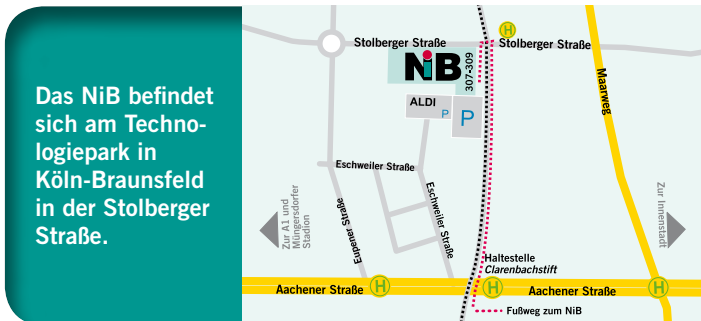 Das NiB befindet
sich am Techno-
logiepark in
Köln-Braunsfeld
in der Stolberger
Straße.
H
Stolberger Straße
Stolberger Straße
NiB
307-309
ALDI
P
P
Maarweg
Eschweiler Straße
Eschweiler Straße
Eupener Straße
Zur A1 und
Müngersdorfer
Stadion
Zur Innenstadt
Haltestelle
Clarenbachstift
Aachener Straße
H
H
Aachener Straße
H
Fußweg zum NiB